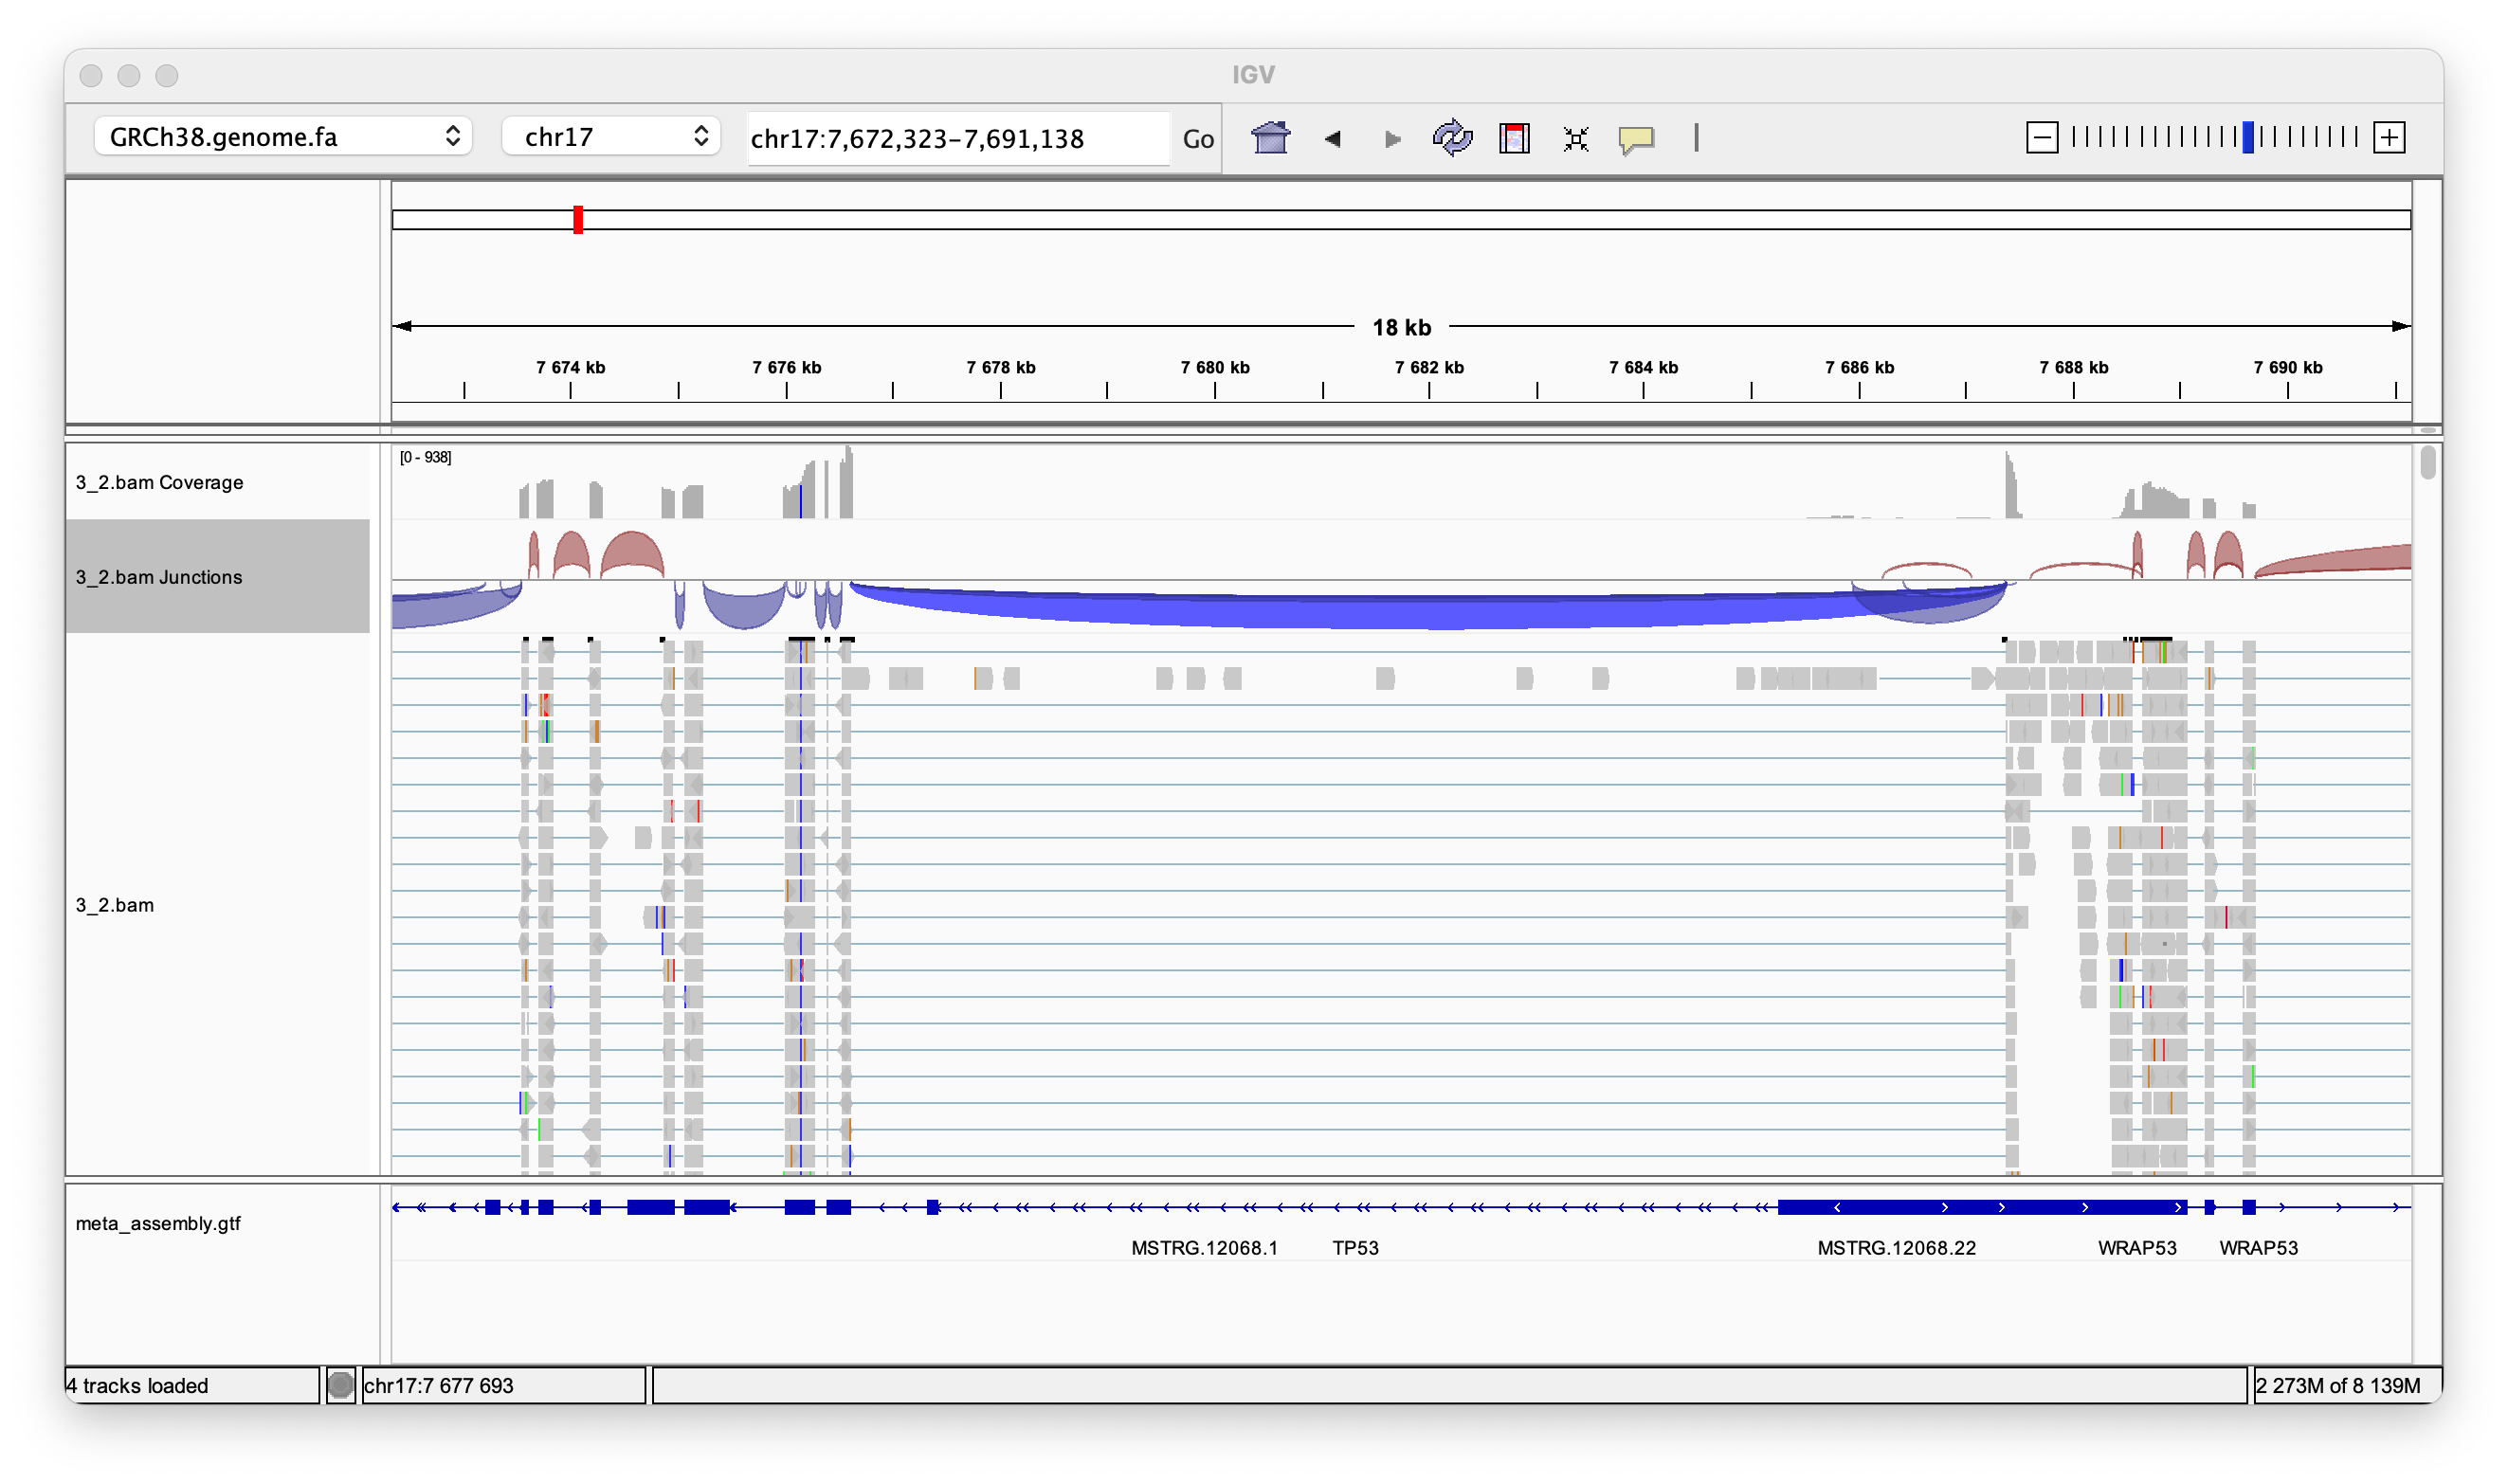 IGV
GRCh38.genome.fa chr17 chr17:7,672,323-7,691,138 Go
18 kb
7 674 kb 7 676 kb 7 678 kb 7 680 kb 7 682 kb 7 684 kb 7 686 kb 7 688 kb 7 690 kb
[0 - 938]
3_2.bam Coverage
3_2.bam Junctions
3_2.bam
meta_assembly.gtf
MSTRG.12068.1 TP53 MSTRG.12068.22 WRAP53 WRAP53
4 tracks loaded chr17:7 677 693 2 273M of 8 139M